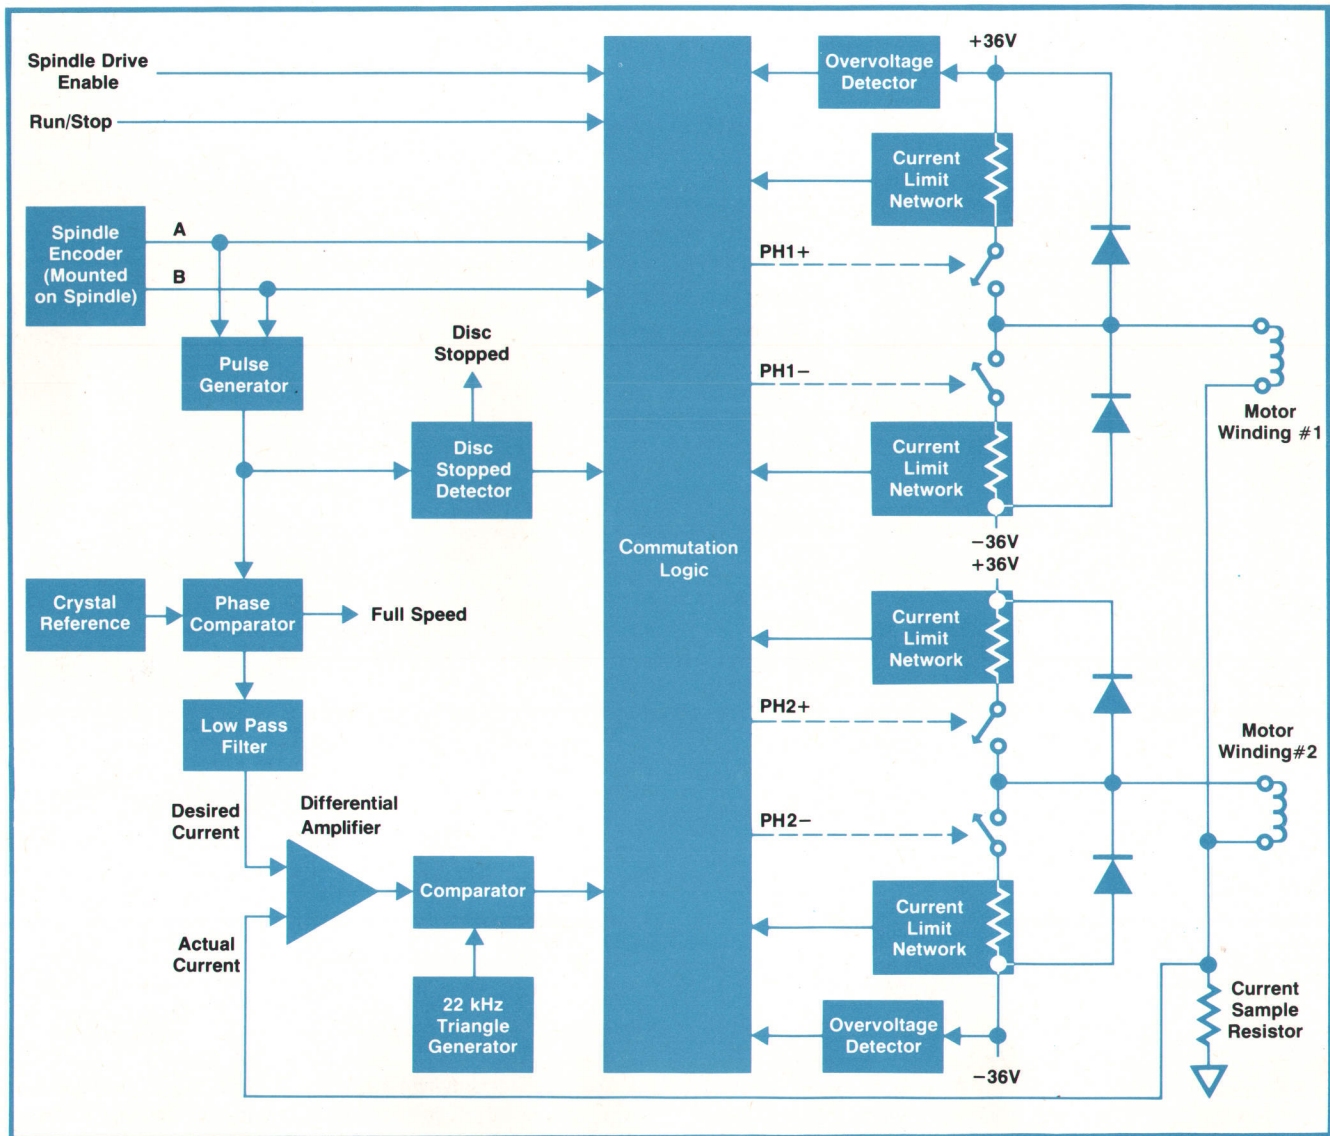 Spindle Drive
Enable
Run/Stop
Spindle
Encoder
(Mounted
on Spindle)
A
B
Pulse
Generator
Disc
Stopped
Disc
Stopped
Detector
Crystal
Reference
Phase
Comparator
Full Speed
Low Pass
Filter
Desired
Current
Differential
Amplifier
Comparator
Actual
Current
22 kHz
Triangle
Generator
Commutation
Logic
Overvoltage
Detector
+36V
Current
Limit
Network
PH1+
PH1−
Current
Limit
Network
−36V
+36V
Motor
Winding #1
Current
Limit
Network
PH2+
PH2−
Motor
Winding#2
Current
Limit
Network
Overvoltage
Detector
−36V
Current
Sample
Resistor